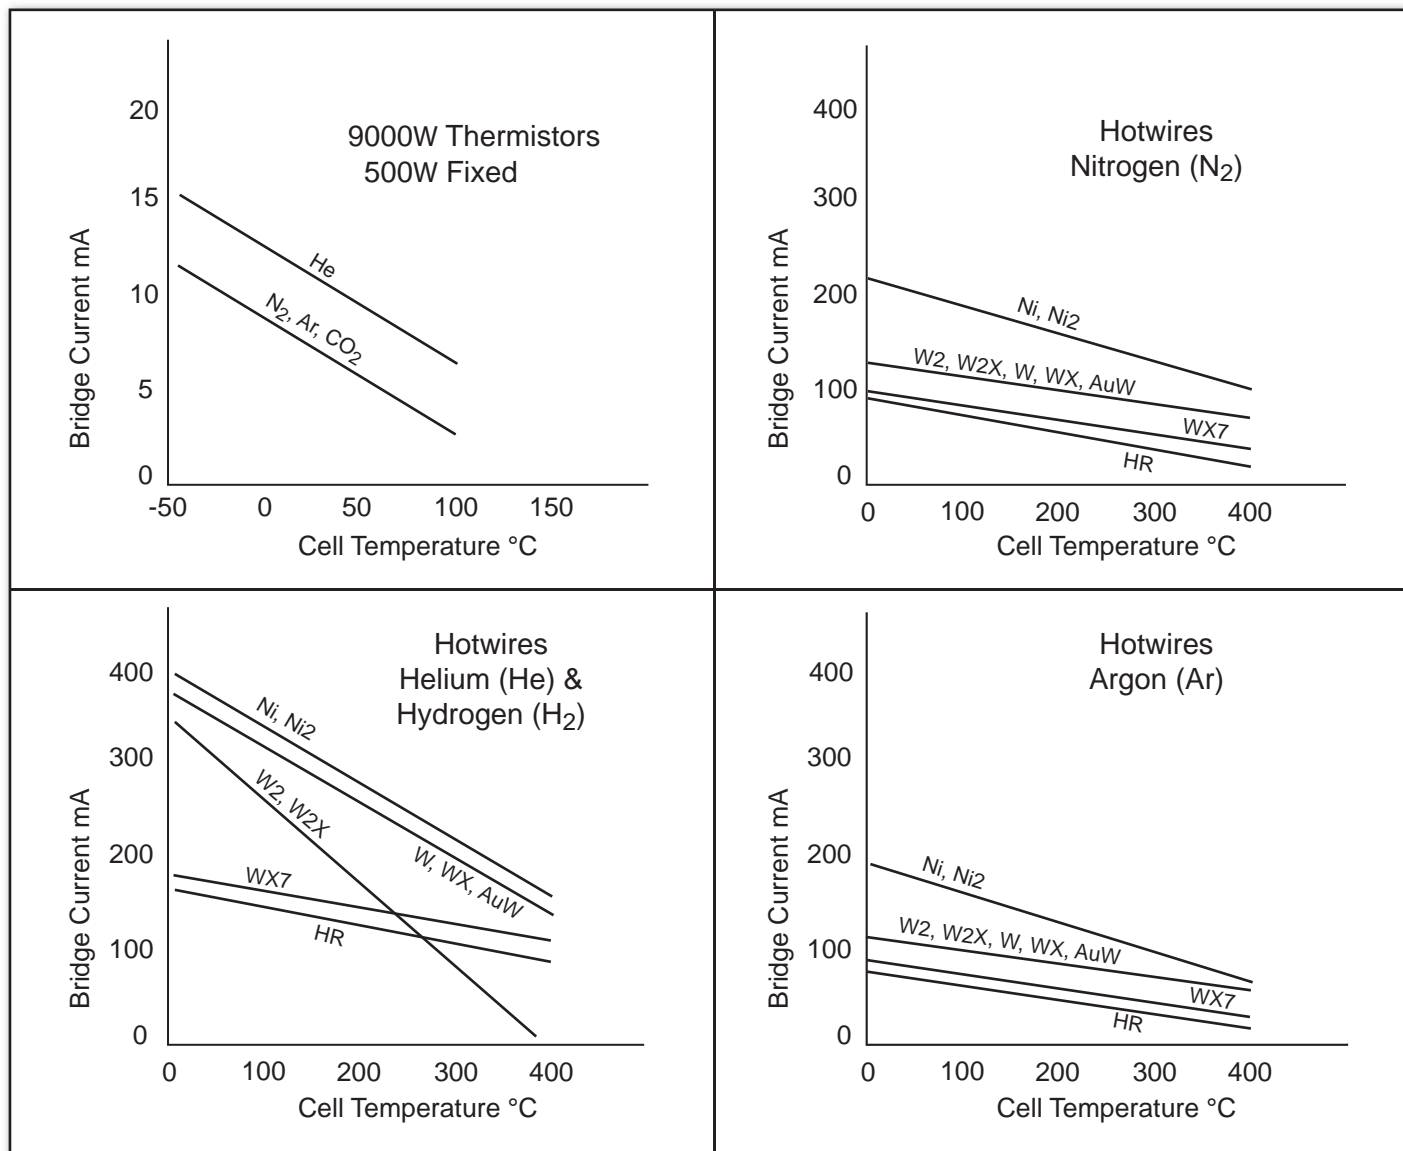 9000W Thermistors
500W Fixed
Bridge Current mA
20
15
10
5
0
He
N2, Ar, CO2
-50 0 50 100 150
Cell Temperature °C
Hotwires
Nitrogen (N2)
Bridge Current mA
400
300
200
100
0
Ni, Ni2
W2, W2X, W, WX, AuW
WX7
HR
0 100 200 300 400
Cell Temperature °C
Hotwires
Helium (He) &
Hydrogen (H2)
Bridge Current mA
400
300
200
100
0
Ni, Ni2
W2, W2X
W, WX, AuW
WX7
HR
0 100 200 300 400
Cell Temperature °C
Hotwires
Argon (Ar)
Bridge Current mA
400
300
200
100
0
Ni, Ni2
W2, W2X, W, WX, AuW
WX7
HR
0 100 200 300 400
Cell Temperature °C